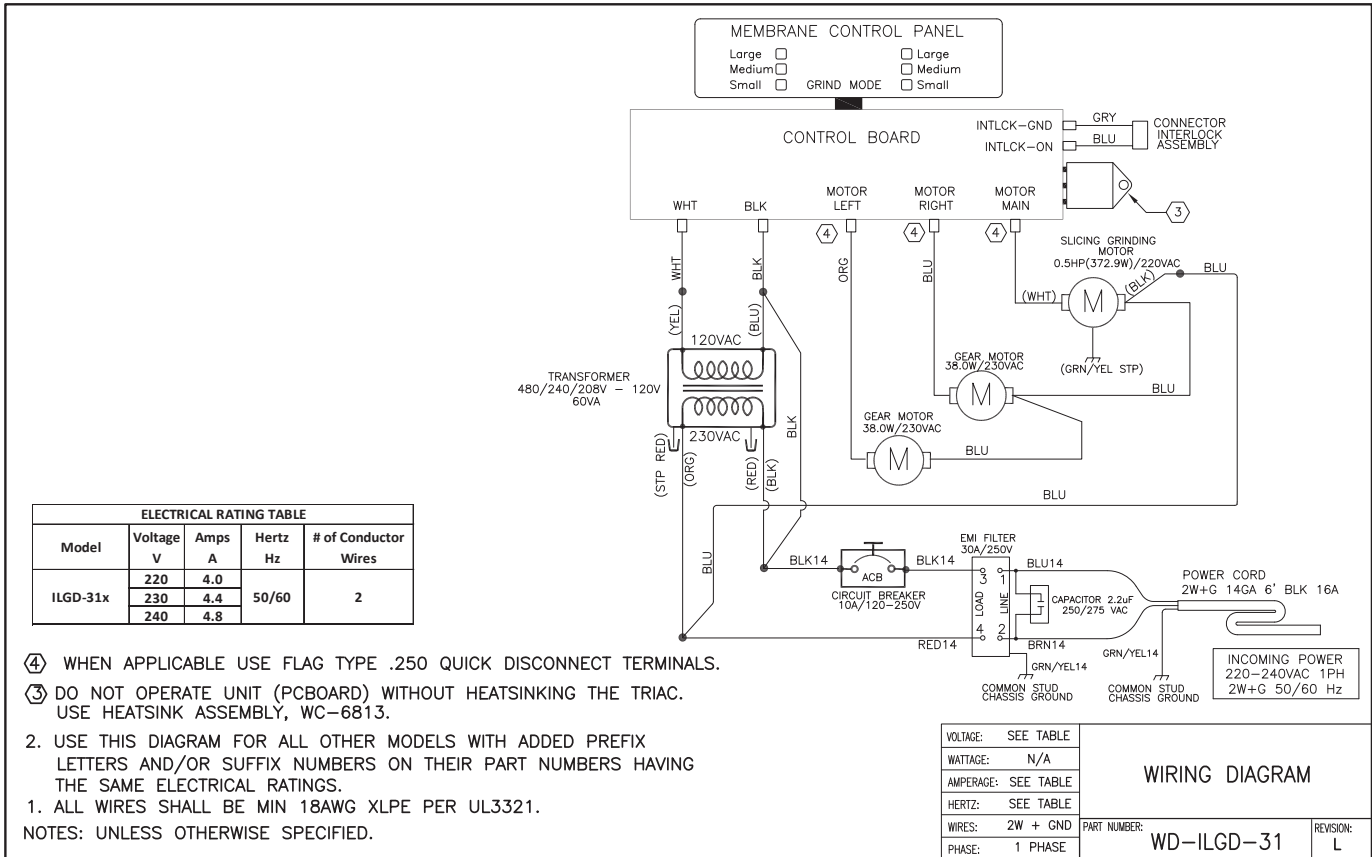 MEMBRANE CONTROL PANEL
Large Large
Medium Medium
Small GRIND MODE Small
CONTROL BOARD
INTLCK-GND
GRY
INTLCK-ON
BLU
CONNECTOR
INTERLOCK
ASSEMBLY
WHT
BLK
MOTOR
LEFT
MOTOR
RIGHT
MOTOR
MAIN
3
4
4
4
WHT
BLK
ORG
BLU
SLICING GRINDING
MOTOR
0.5HP(372.9W)/220VAC
BLU
(WHT)
M
(BLK)
(GRN/YEL STP)
(YEL)
(BLU)
120VAC
TRANSFORMER
480/240/208V - 120V
60VA
230VAC
(STP RED)
(ORG)
(RED)
(BLK)
BLK
GEAR MOTOR
38.0W/230VAC
M
BLU
GEAR MOTOR
38.0W/230VAC
M
BLU
BLU
BLU
BLK14
ACB
CIRCUIT BREAKER
10A/120-250V
BLK14
EMI FILTER
30A/250V
3 1
LOAD
LINE
4 2
BLU14
CAPACITOR 2.2uF
250/275 VAC
RED14
BRN14
GRN/YEL14
COMMON STUD
CHASSIS GROUND
GRN/YEL14
COMMON STUD
CHASSIS GROUND
POWER CORD
2W+G 14GA 6' BLK 16A
INCOMING POWER
220-240VAC 1PH
2W+G 50/60 Hz
ELECTRICAL RATING TABLE
Model Voltage V Amps A Hertz Hz # of Conductor Wires
ILGD-31x 220 4.0 50/60 2
230 4.4
240 4.8
4 WHEN APPLICABLE USE FLAG TYPE .250 QUICK DISCONNECT TERMINALS.
3 DO NOT OPERATE UNIT (PCBOARD) WITHOUT HEATSINKING THE TRIAC.
USE HEATSINK ASSEMBLY, WC-6813.
2. USE THIS DIAGRAM FOR ALL OTHER MODELS WITH ADDED PREFIX
LETTERS AND/OR SUFFIX NUMBERS ON THEIR PART NUMBERS HAVING
THE SAME ELECTRICAL RATINGS.
1. ALL WIRES SHALL BE MIN 18AWG XLPE PER UL3321.
NOTES: UNLESS OTHERWISE SPECIFIED.
VOLTAGE: SEE TABLE
WATTAGE: N/A
AMPERAGE: SEE TABLE
HERTZ: SEE TABLE
WIRES: 2W + GND
PHASE: 1 PHASE
WIRING DIAGRAM
PART NUMBER:
WD-ILGD-31
REVISION:
L